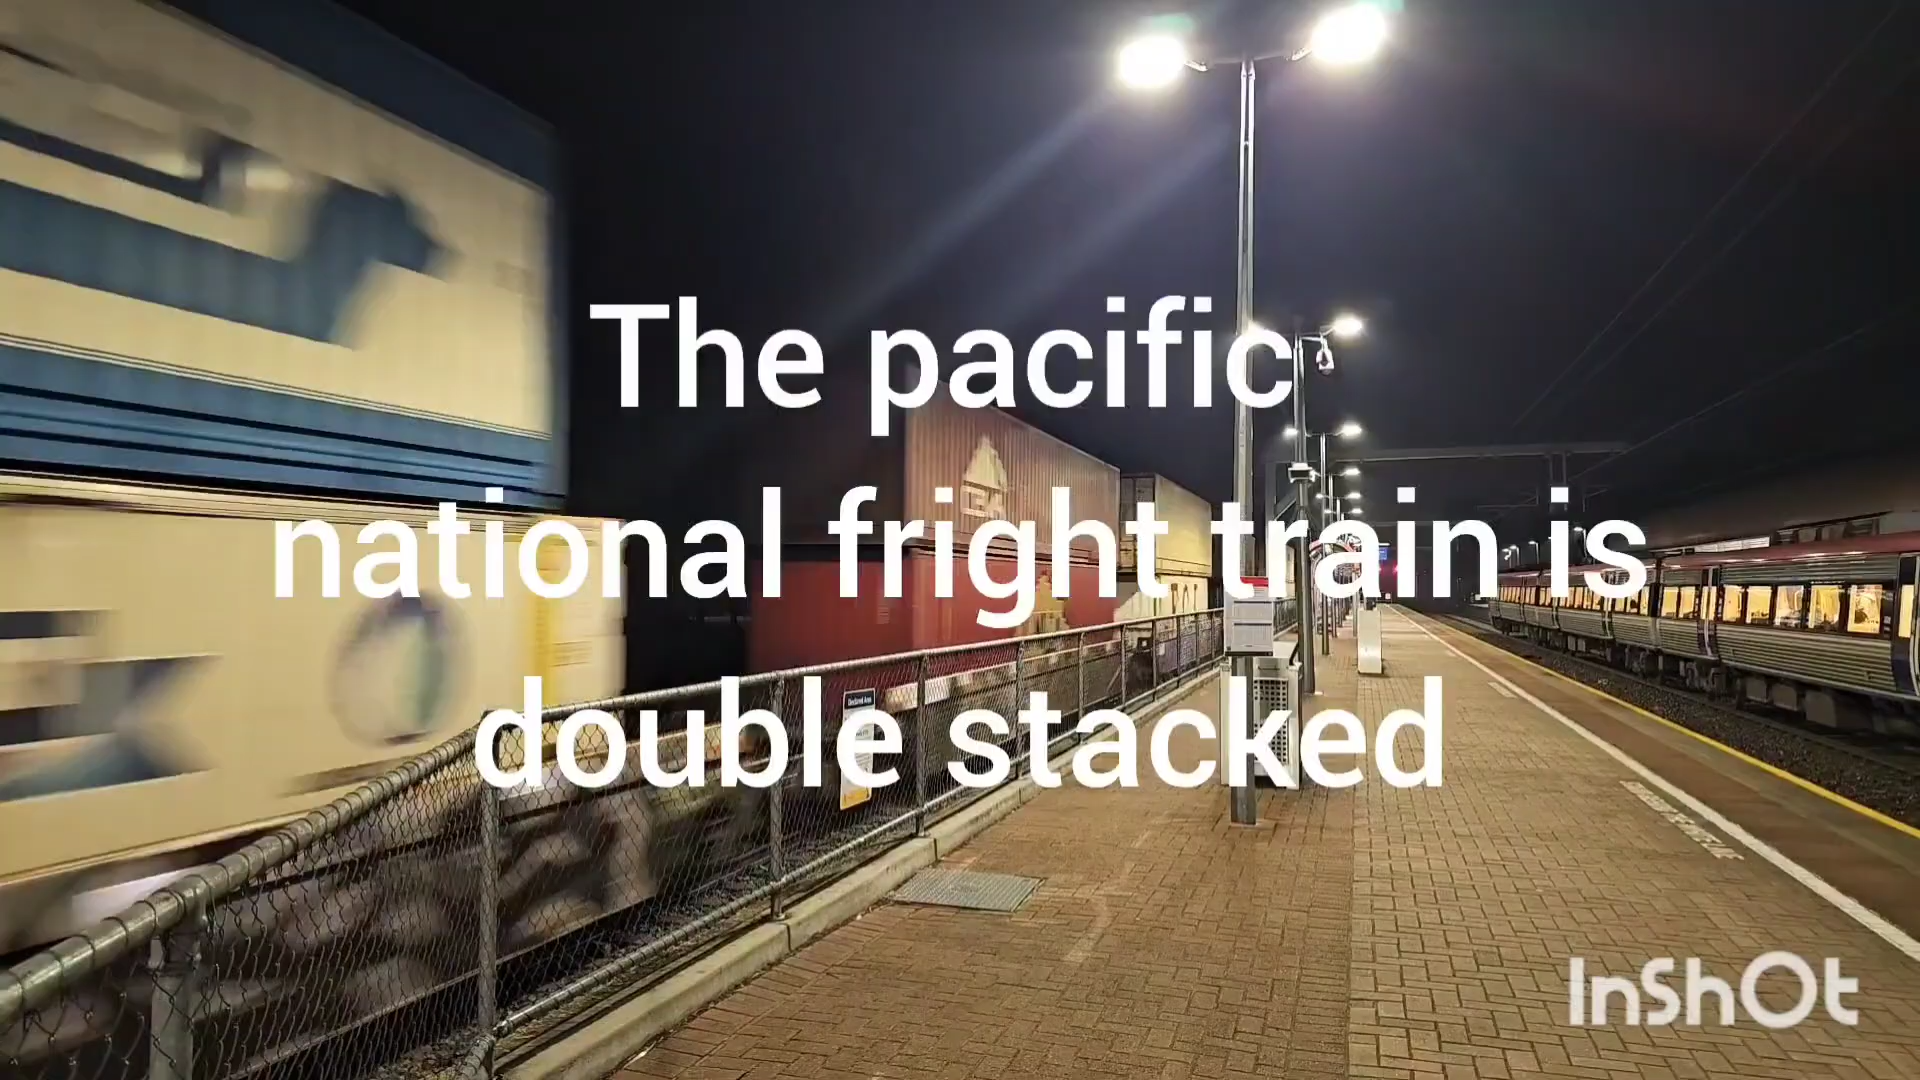 The pacific
national fright train is
double stacked
InShOt